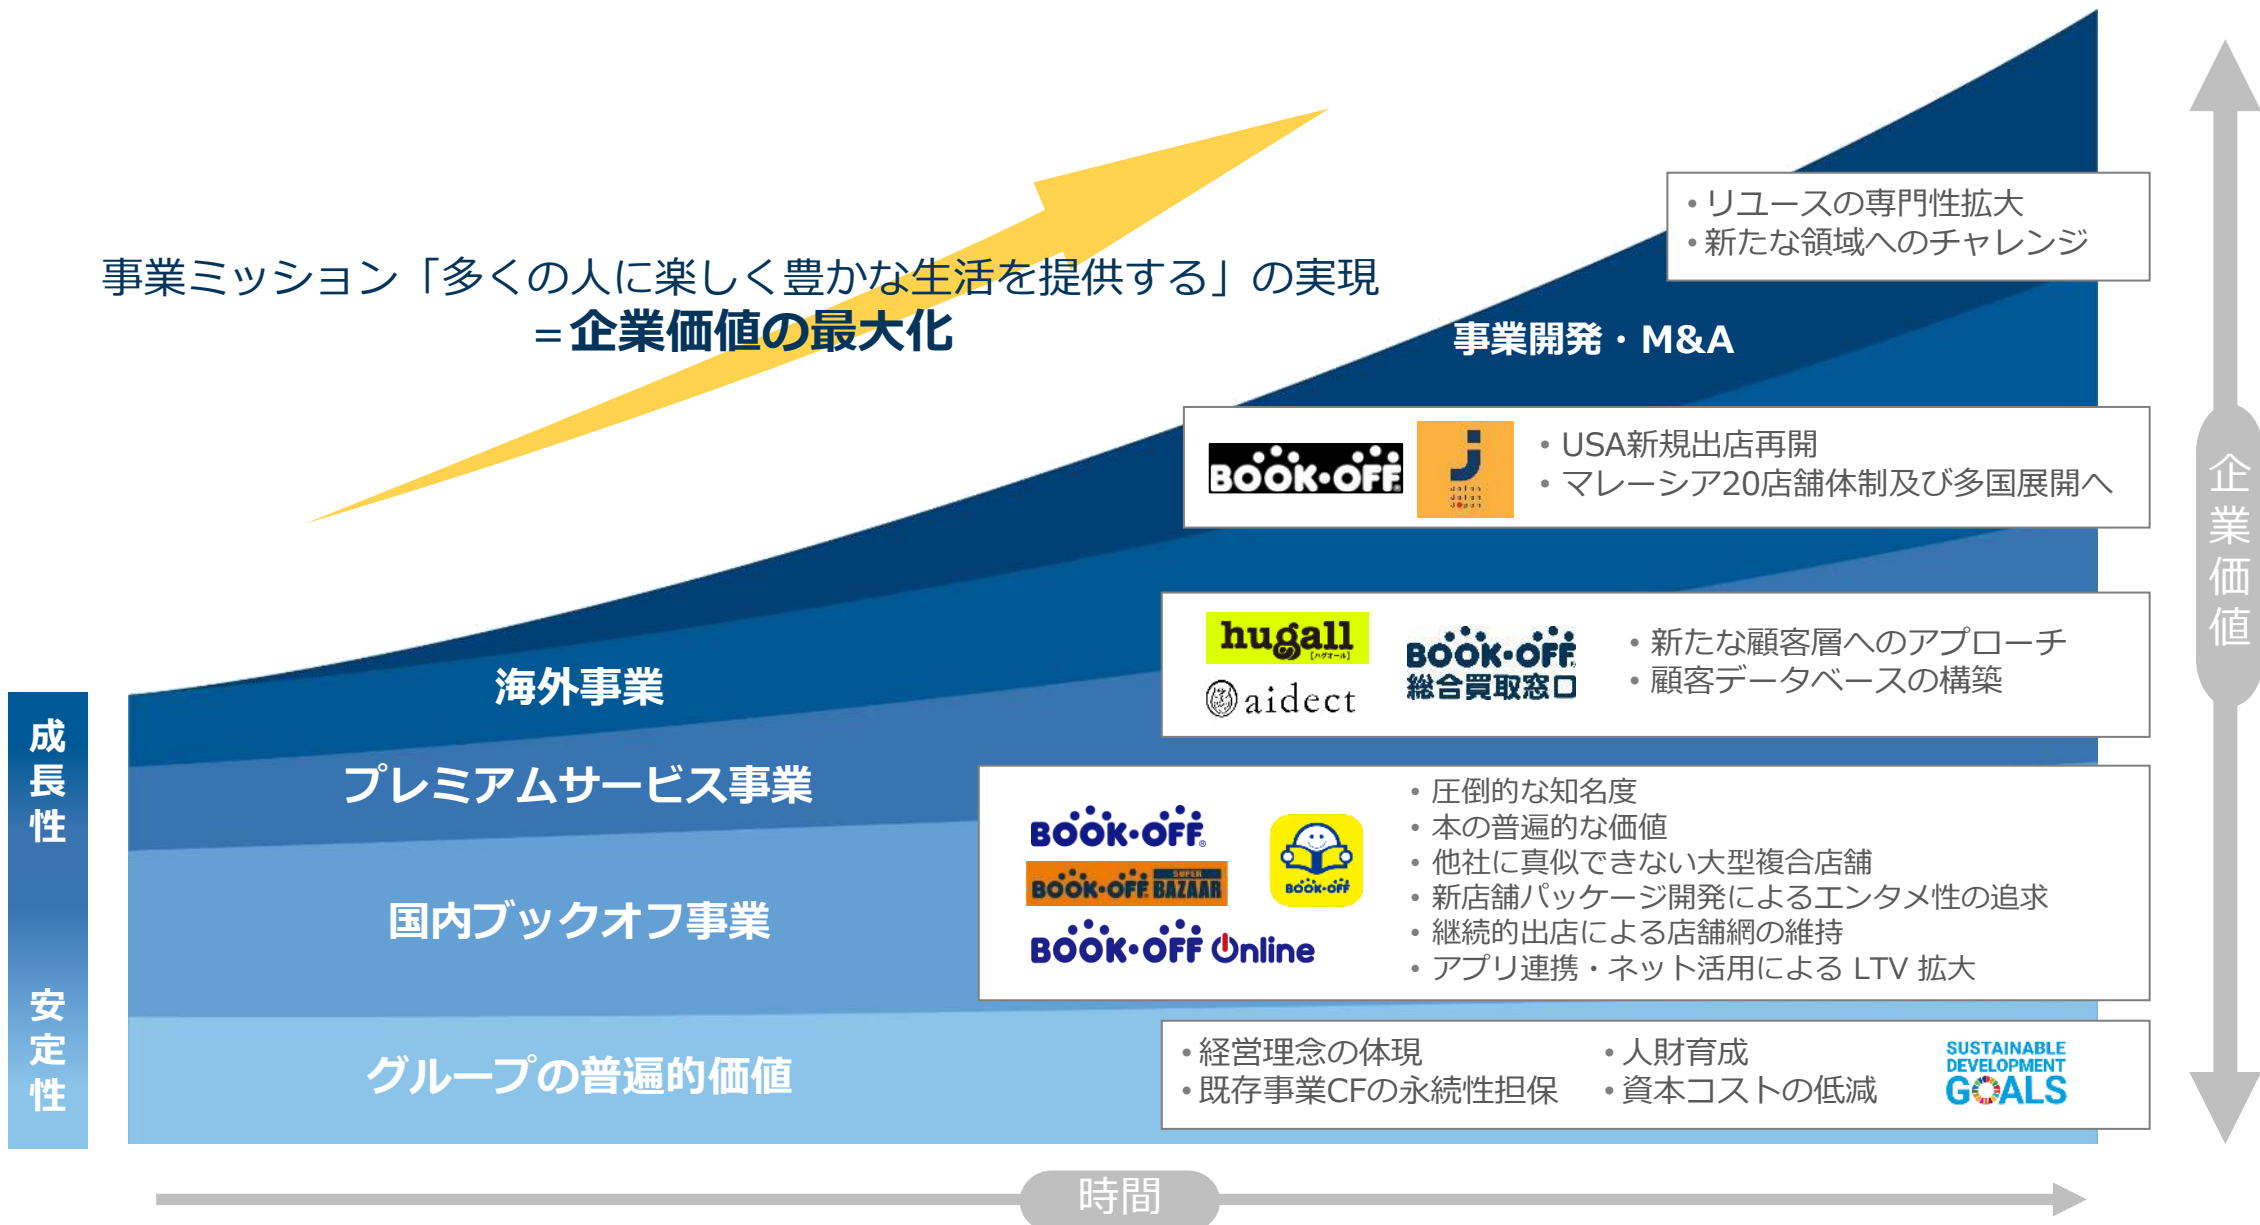 事業ミッション「多くの人に楽しく豊かな生活を提供する」の実現
=企業価値の最大化
・リユースの専門性拡大
・新たな領域へのチャレンジ
事業開発・M&A
BOOK・OFF
J
jalan
jalan
Japan
・USA新規出店再開
・マレーシア20店舗体制及び多国展開へ
海外事業
hugall
[ハグオール]
aidect
BOOK・OFF
総合買取窓口
・新たな顧客層へのアプローチ
・顧客データベースの構築
プレミアムサービス事業
BOOK・OFF
BOOK・OFF SUPER BAZAAR
BOOK・OFF Online
BOOK・OFF
・圧倒的な知名度
・本の普遍的な価値
・他社に真似できない大型複合店舗
・新店舗パッケージ開発によるエンタメ性の追求
・継続的出店による店舗網の維持
・アプリ連携・ネット活用による LTV 拡大
国内ブックオフ事業
グループの普遍的価値
・経営理念の体現
・既存事業CFの永続性担保
・人財育成
・資本コストの低減
SUSTAINABLE
DEVELOPMENT
GOALS
成長性
安定性
企業価値
時間